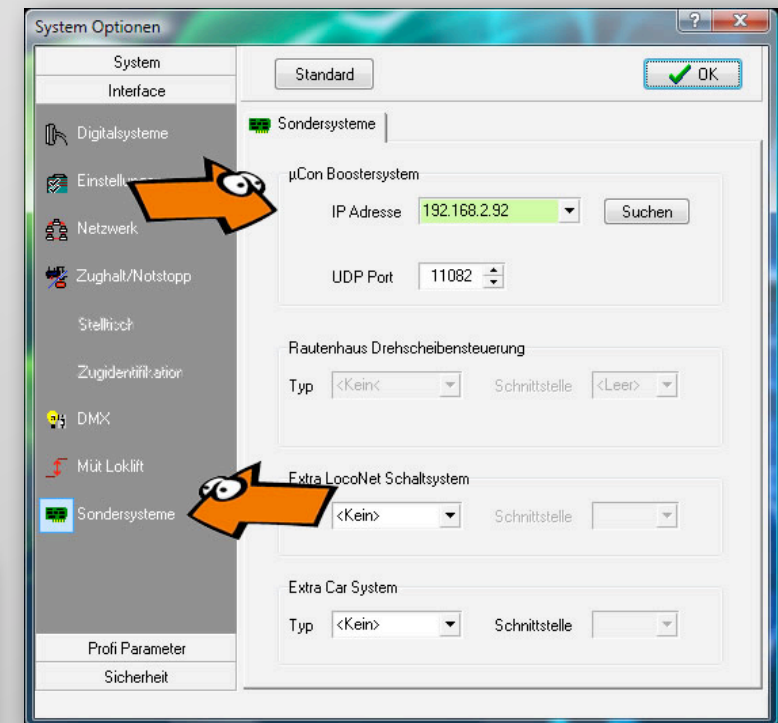 System Optionen
?
X
System
Interface
Digitalsysteme
Netzwerk
Zughalt/Notstopp
Stelltisch
Zugidentifikation
DMX
Müt Loklift
Sondersysteme
Profi Parameter
Sicherheit
Standard
OK
Sondersysteme
µCon Boostersystem
IP Adresse 192.168.2.92 Suchen
UDP Port 11082
Rautenhaus Drehscheibensteuerung
Typ <Kein< Schnittstelle <Leer>
Extra LocoNet Schaltsystem
<Kein> Schnittstelle
Extra Car System
Typ <Kein> Schnittstelle